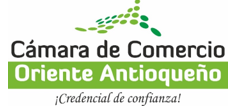 Cámara de Comercio
Oriente Antioqueño
¡Credencial de confianza!